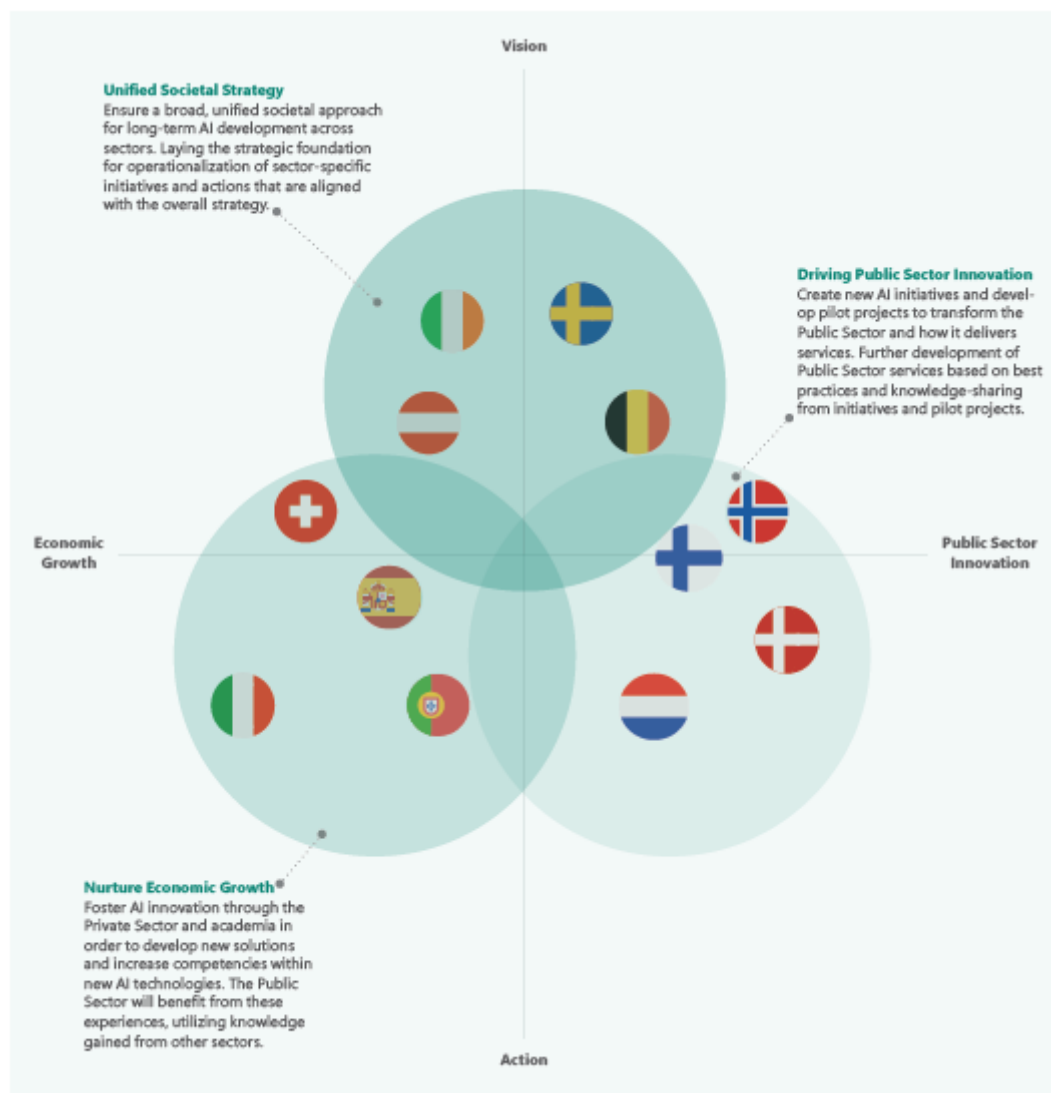 Vision
Unified Societal Strategy
Ensure a broad, unified societal approach
for long-term AI development across
sectors. Laying the strategic foundation
for operationalization of sector-specific
initiatives and actions that are aligned
with the overall strategy.
Driving Public Sector Innovation
Create new AI initiatives and devel-
op pilot projects to transform the
Public Sector and how it delivers
services. Further development of
Public Sector services based on best
practices and knowledge-sharing
from initiatives and pilot projects.
Economic
Growth
Public Sector
Innovation
Nurture Economic Growth
Foster AI innovation through the
Private Sector and academia in
order to develop new solutions
and increase competencies within
new AI technologies. The Public
Sector will benefit from these
experiences, utilizing knowledge
gained from other sectors.
Action